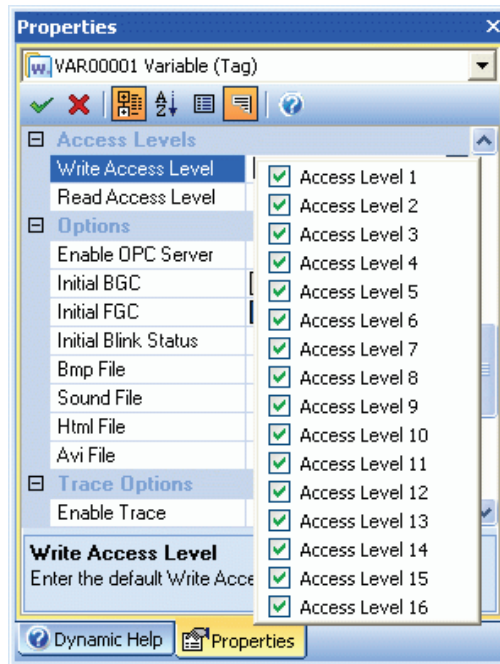 Properties
VAR00001 Variable (Tag)
Access Levels
Write Access Level
Read Access Level
Options
Enable OPC Server
Initial BGC
Initial FGC
Initial Blink Status
Bmp File
Sound File
Html File
Avi File
Trace Options
Enable Trace
Access Level 1
Access Level 2
Access Level 3
Access Level 4
Access Level 5
Access Level 6
Access Level 7
Access Level 8
Access Level 9
Access Level 10
Access Level 11
Access Level 12
Access Level 13
Access Level 14
Access Level 15
Access Level 16
Write Access Level
Enter the default Write Acce
Dynamic Help
Properties